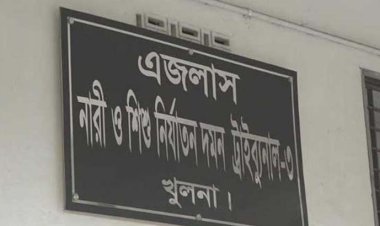 এজলাস
নারী ও শিশু নির্যাতন দমন ট্রাইব্যুনাল-৩
খুলনা।